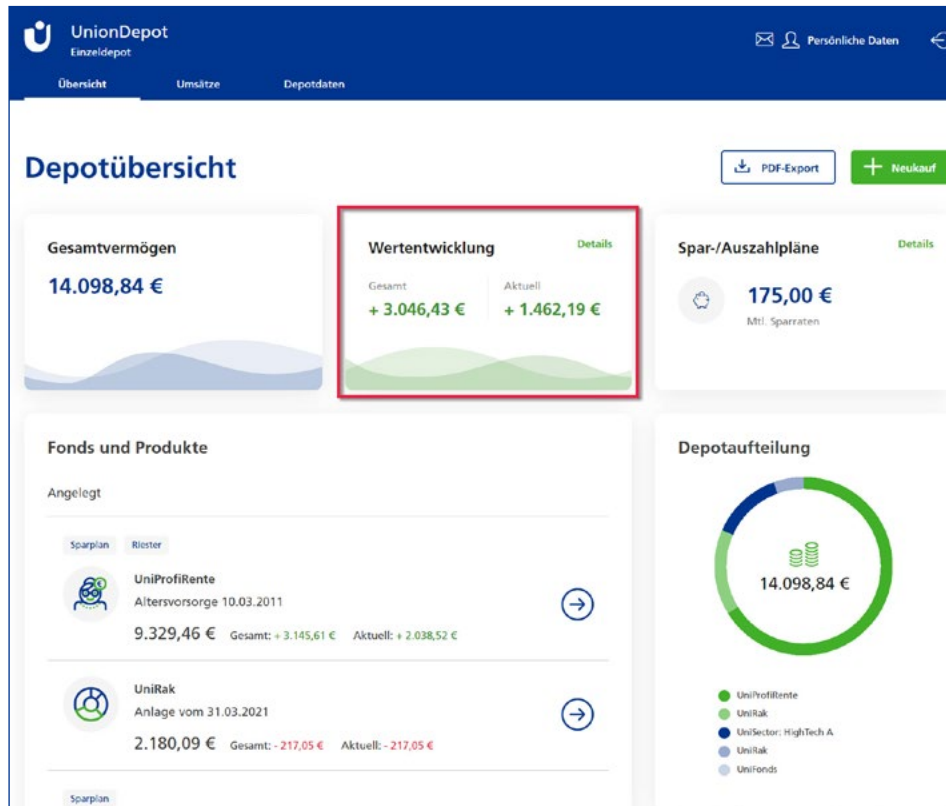 UnionDepot
Einzeldepot
Persönliche Daten
Übersicht Umsätze Depotdaten
Depotübersicht
PDF-Export
Neukauf
Gesamtvermögen
14.098,84 €
Wertentwicklung Details
Gesamt Aktuell
+ 3.046,43 € + 1.462,19 €
Spar-/Auszahlpläne Details
175,00 €
Mtl. Sparraten
Fonds und Produkte
Angelegt
Sparplan Riester
UniProfiRente
Altersvorsorge 10.03.2011
9.329,46 € Gesamt: + 3.145,61 € Aktuell: + 2.038,52 €
UniRak
Anlage vom 31.03.2021
2.180,09 € Gesamt: - 217,05 € Aktuell: - 217,05 €
Sparplan
Depotaufteilung
14.098,84 €
UniProfiRente
UniRak
UniSector: HighTech A
UniRak
UniFonds